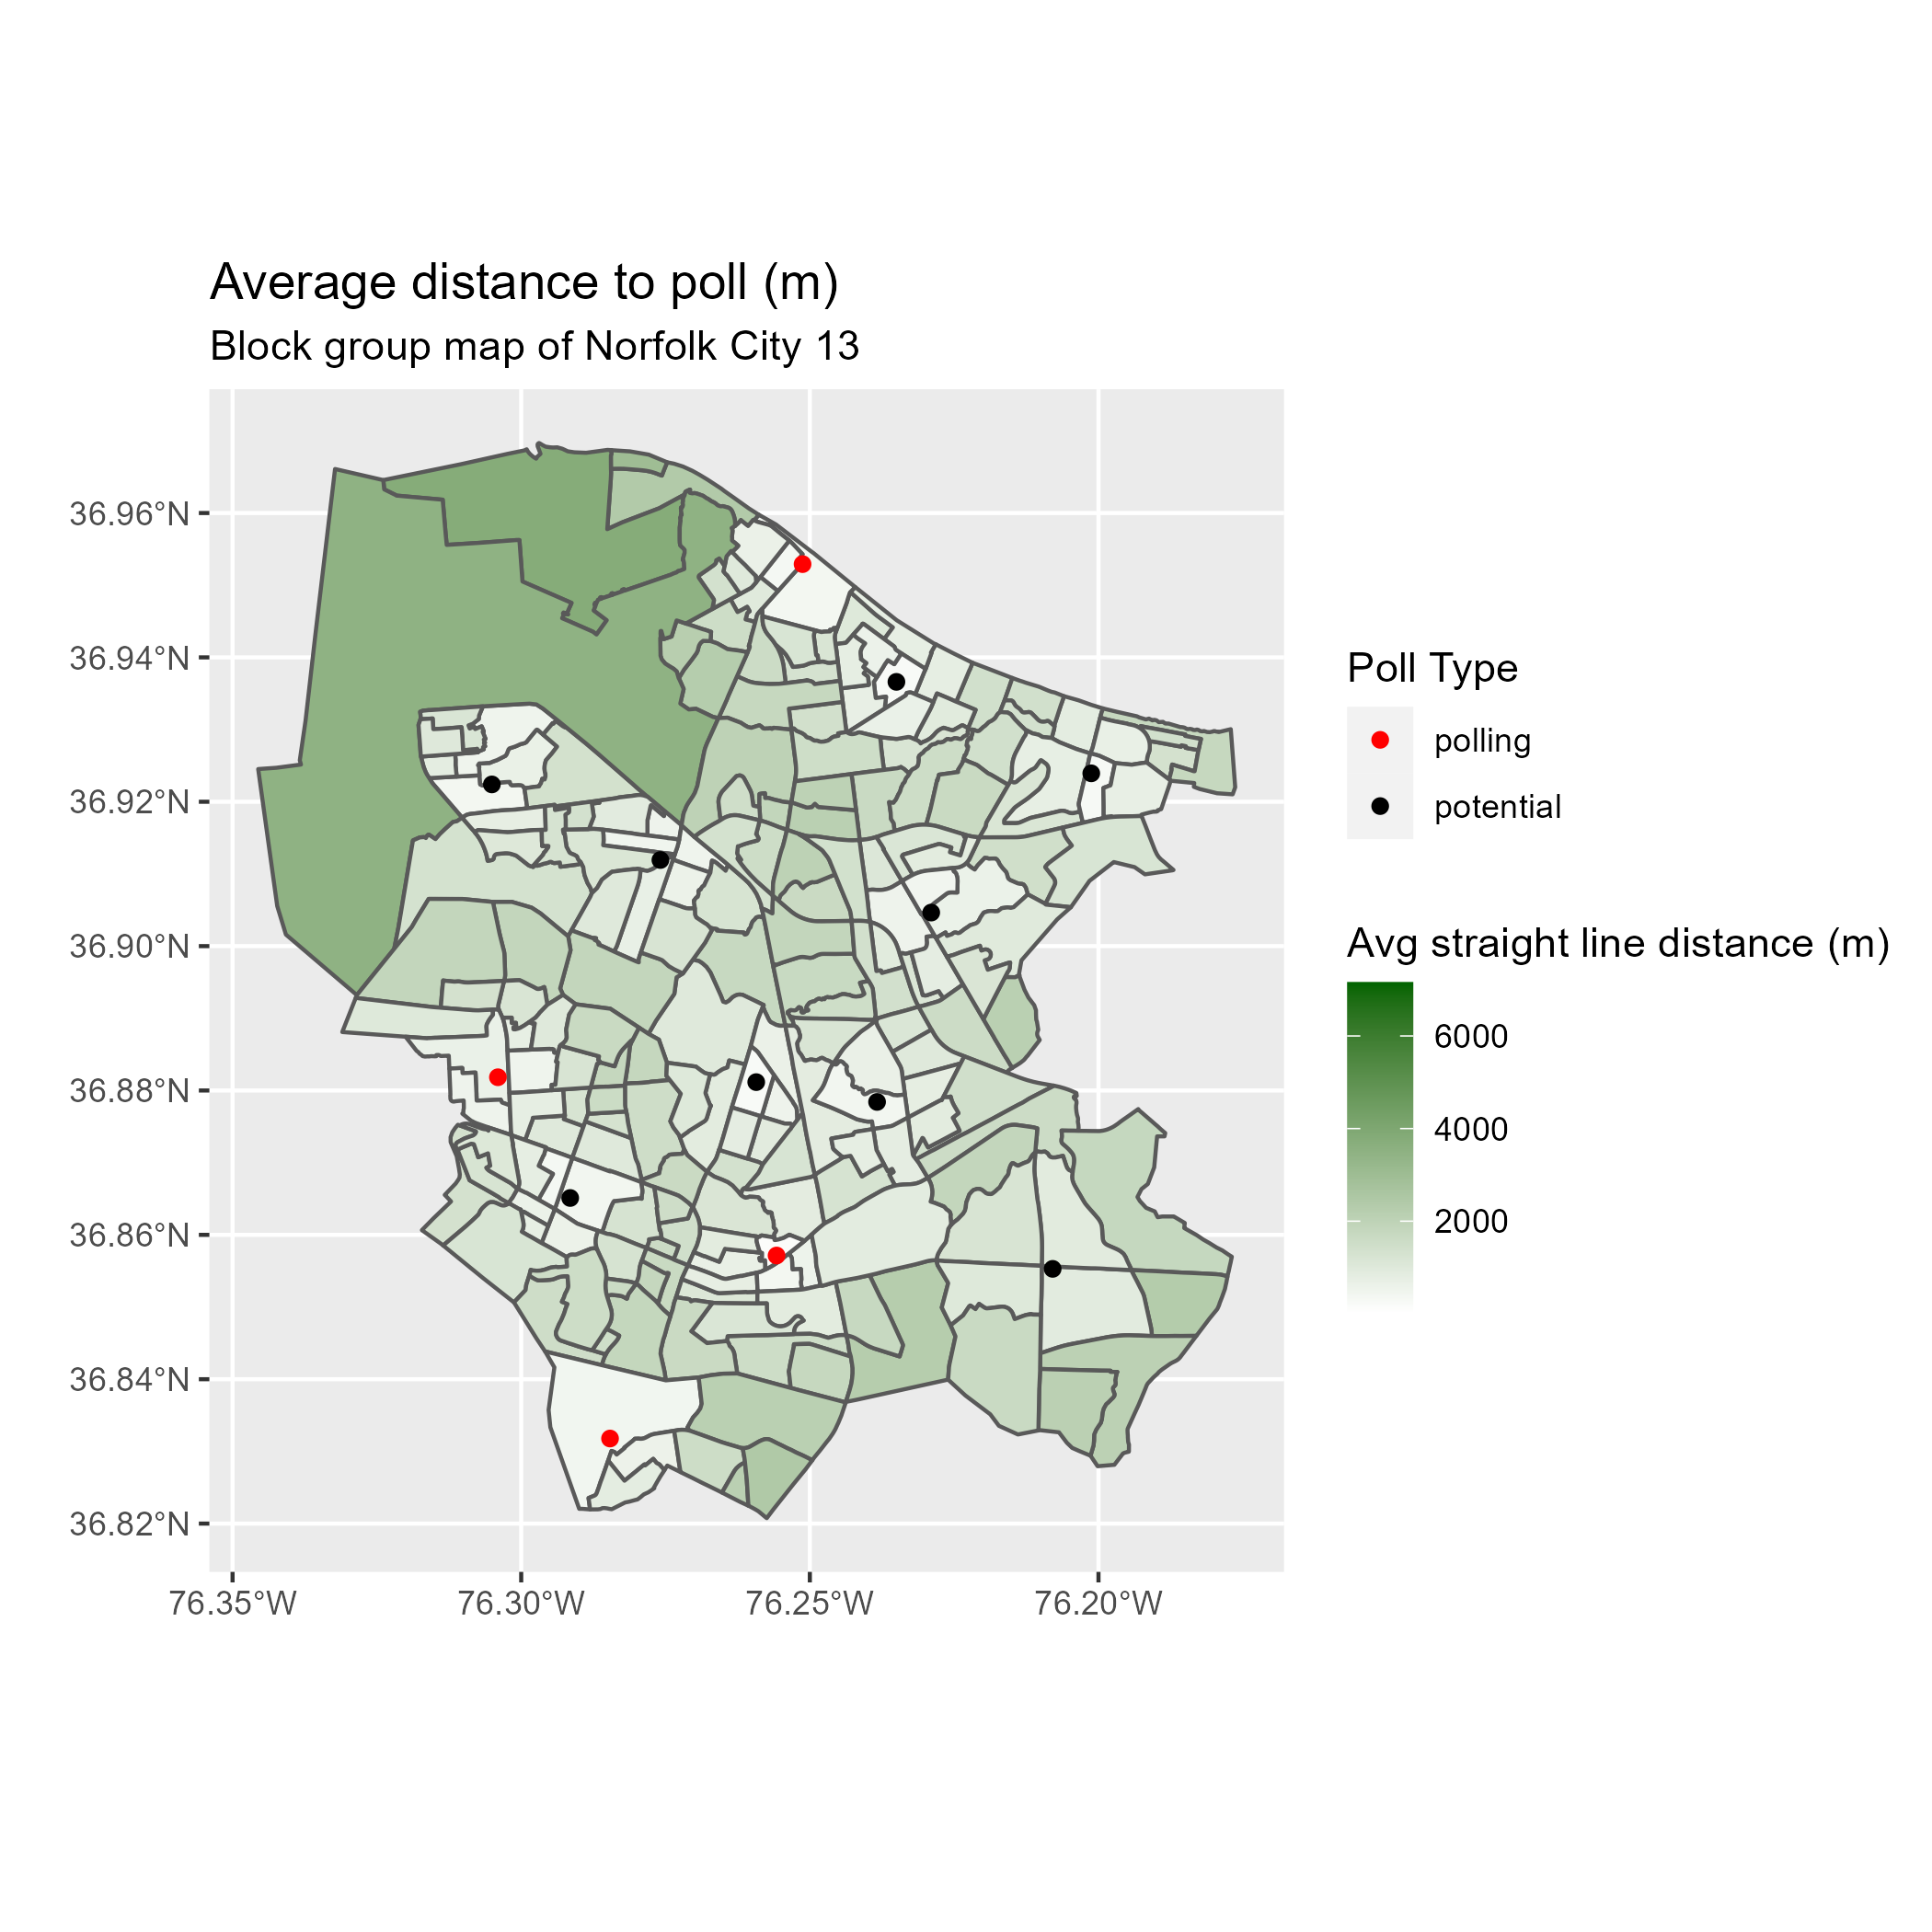 Average distance to poll (m)
Block group map of Norfolk City 13
36.96°N
36.94°N
36.92°N
36.90°N
36.88°N
36.86°N
36.84°N
36.82°N
76.35°W
76.30°W
76.25°W
76.20°W
Poll Type
polling
potential
Avg straight line distance (m)
6000
4000
2000